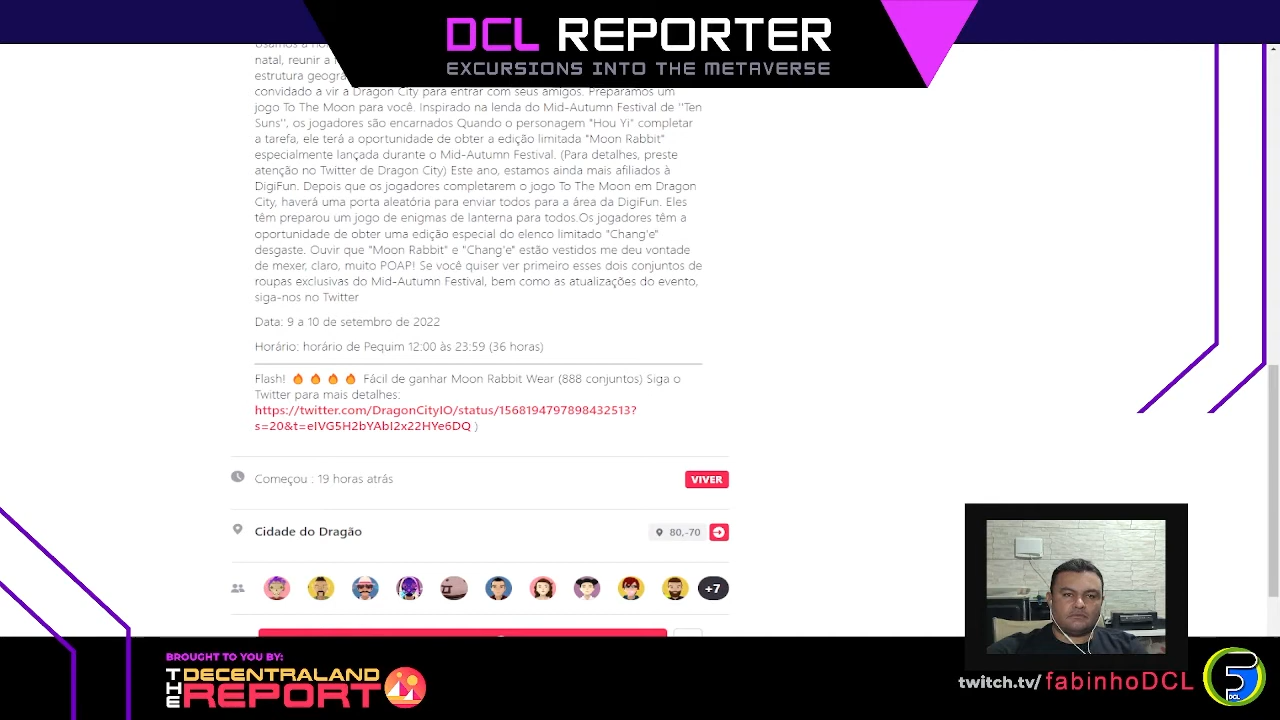 DCL REPORTER
EXCURSIONS INTO THE METAVERSE
natal, reunir a
estrutura
convidado a vir a Dragon City para entrar com seus amigos. Preparamos um
jogo To The Moon para você. Inspirado na lenda do Mid-Autumn Festival de "Ten
Suns", os jogadores são encarnados Quando o personagem "Hou Yi" completar
a tarefa, ele terá a oportunidade de obter a edição limitada "Moon Rabbit"
especialmente lançada durante o Mid-Autumn Festival. (Para detalhes, preste
atenção no Twitter de Dragon City) Este ano, estamos ainda mais afiliados à
DigiFun. Depois que os jogadores completarem o jogo To The Moon em Dragon
City, haverá uma porta aleatória para enviar todos para a área da DigiFun. Eles
têm preparou um jogo de enigmas de lanterna para todos.Os jogadores têm a
oportunidade de obter uma edição especial do elenco limitado "Chang'e"
desgaste. Ouvir que "Moon Rabbit" e "Chang'e" estão vestidos me deu vontade
de mexer, claro, muito POAP! Se você quiser ver primeiro esses dois conjuntos de
roupas exclusivas do Mid-Autumn Festival, bem como as atualizações do evento,
siga-nos no Twitter
Data: 9 a 10 de setembro de 2022
Horário: horário de Pequim 12:00 às 23:59 (36 horas)
Flash! 🔥 🔥 🔥 🔥 Fácil de ganhar Moon Rabbit Wear (888 conjuntos) Siga o
Twitter para mais detalhes:
https://twitter.com/DragonCityIO/status/1568194797898432513?
s=20&t=eIVG5H2bYAbI2x22HYe6DQ )
Começou : 19 horas atrás
VIVER
Cidade do Dragão
80,-70
+7
BROUGHT TO YOU BY:
THE DECENTRALAND
REPORT
twitch.tv/fabinhoDCL
DCL